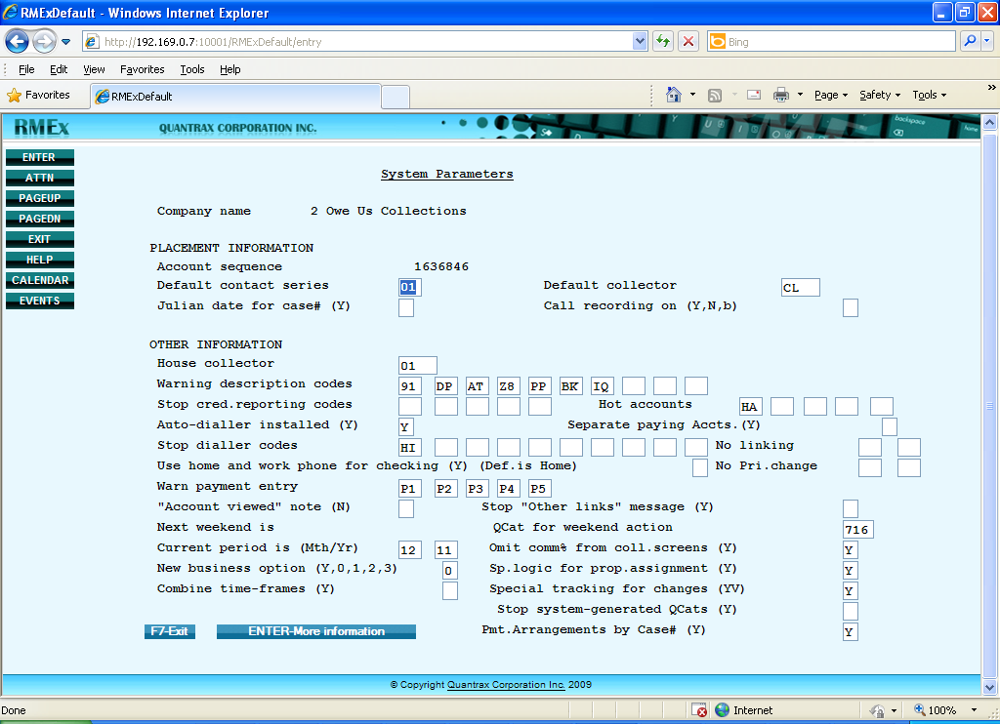 RMExDefault - Windows Internet Explorer
http://192.169.0.7:10001/RMExDefault/entry
Bing
File Edit View Favorites Tools Help
Favorites RMExDefault Page Safety Tools »
RMEx QUANTRAX CORPORATION INC.
backspace
home
ENTER
ATTN
PAGEUP
PAGEDN
EXIT
HELP
CALENDAR
EVENTS
System Parameters
Company name 2 Owe Us Collections
PLACEMENT INFORMATION
Account sequence 1636846
Default contact series 01 Default collector CL
Julian date for case# (Y) Call recording on (Y,N,b)
OTHER INFORMATION
House collector 01
Warning description codes 91 DP AT Z8 PP BK IQ
Stop cred.reporting codes Hot accounts HA
Auto-dialler installed (Y) Y Separate paying Accts.(Y)
Stop dialler codes HI No linking
Use home and work phone for checking (Y) (Def.is Home) No Pri.change
Warn payment entry P1 P2 P3 P4 P5
"Account viewed" note (N) Stop "Other links" message (Y)
Next weekend is QCat for weekend action 716
Current period is (Mth/Yr) 12 11 Omit comm% from coll.screens (Y) Y
New business option (Y,0,1,2,3) 0 Sp.logic for prop.assignment (Y) Y
Combine time-frames (Y) Special tracking for changes (YV) Y
Stop system-generated QCats (Y)
F7-Exit ENTER-More information Pmt.Arrangements by Case# (Y) Y
© Copyright Quantrax Corporation Inc. 2009
Done Internet 100%